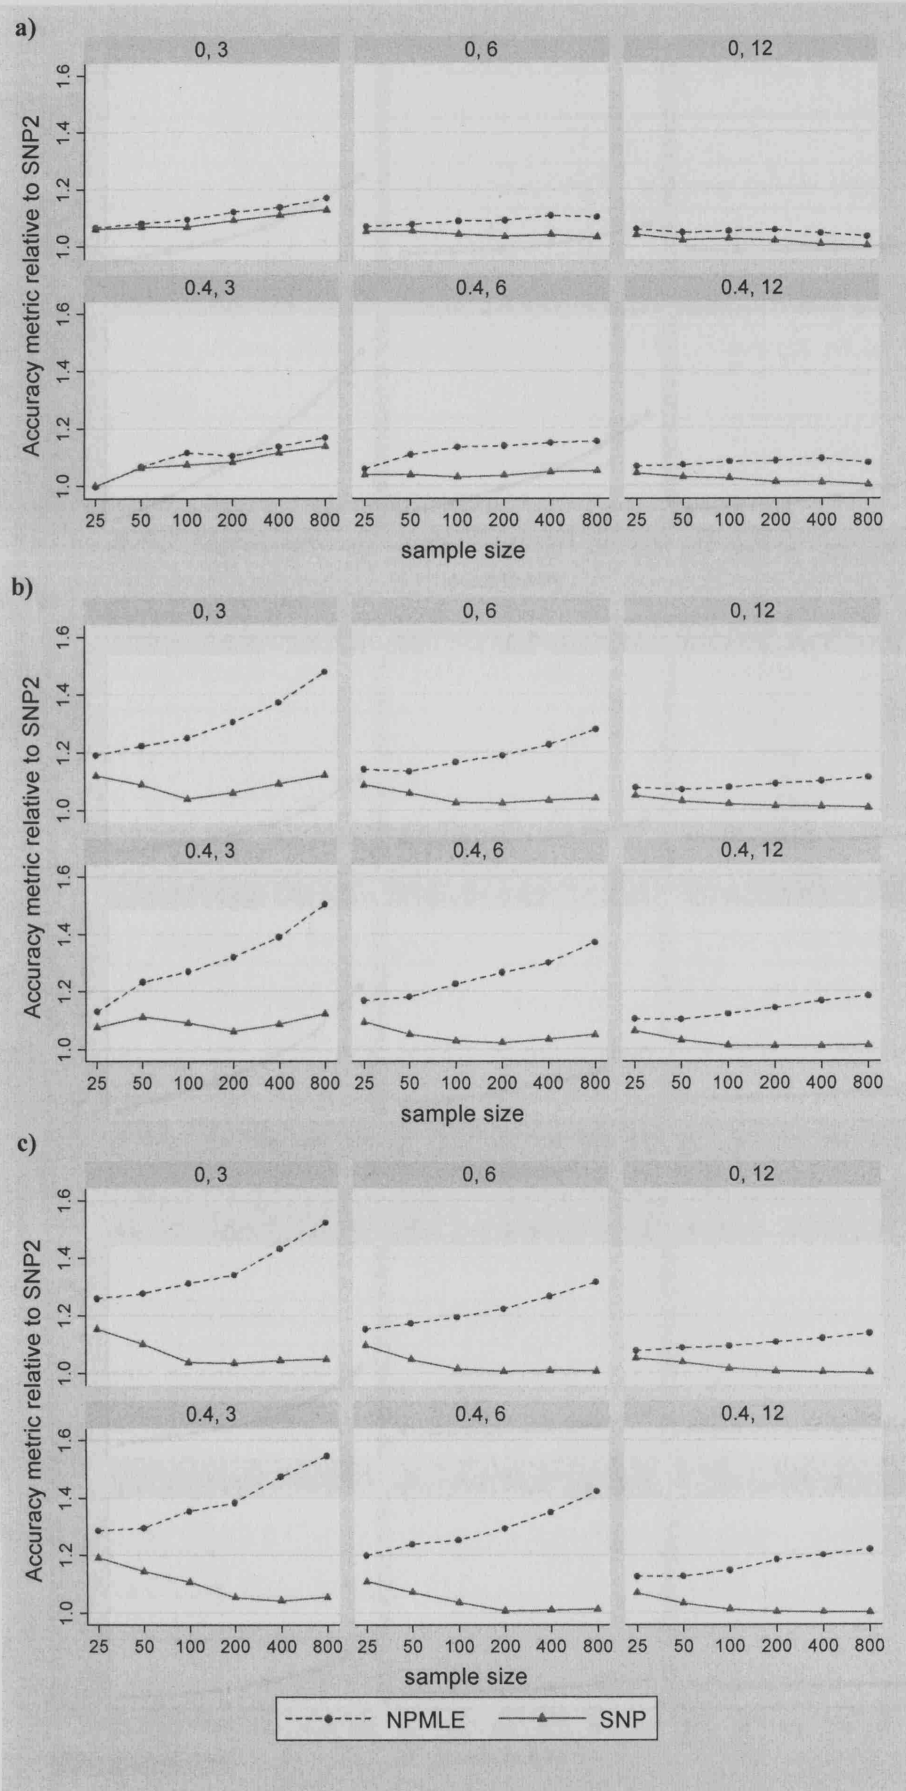 a)
0, 3
0, 6
0, 12
Accuracy metric relative to SNP2
1.0 1.2 1.4 1.6
0.4, 3
0.4, 6
0.4, 12
1.0 1.2 1.4 1.6
25 50 100 200 400 800
25 50 100 200 400 800
25 50 100 200 400 800
sample size
b)
0, 3
0, 6
0, 12
Accuracy metric relative to SNP2
1.0 1.2 1.4 1.6
0.4, 3
0.4, 6
0.4, 12
1.0 1.2 1.4 1.6
25 50 100 200 400 800
25 50 100 200 400 800
25 50 100 200 400 800
sample size
c)
0, 3
0, 6
0, 12
Accuracy metric relative to SNP2
1.0 1.2 1.4 1.6
0.4, 3
0.4, 6
0.4, 12
1.0 1.2 1.4 1.6
25 50 100 200 400 800
25 50 100 200 400 800
25 50 100 200 400 800
sample size
NPMLE
SNP